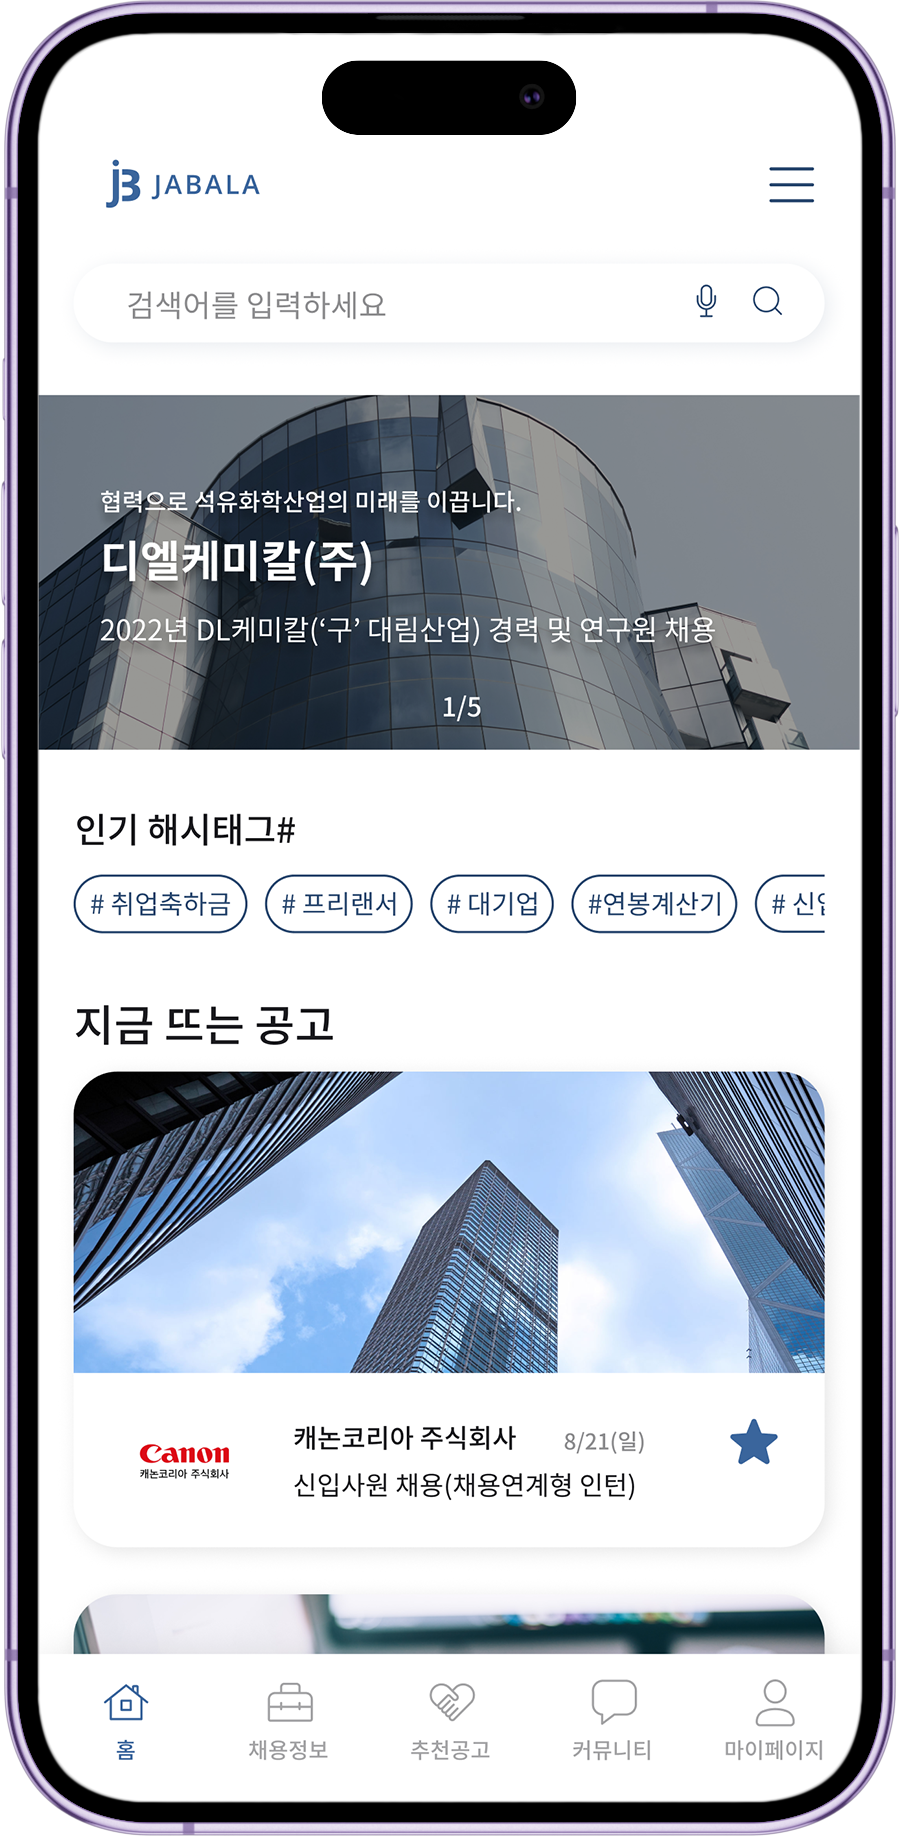 JABALA
검색어를 입력하세요
협력으로 석유화학산업의 미래를 이끕니다.
디엘케미칼(주)
2022년 DL케미칼(‘구’ 대림산업) 경력 및 연구원 채용
1/5
인기 해시태그#
# 취업축하금 # 프리랜서 # 대기업 #연봉계산기 #
지금 뜨는 공고
Canon
캐논코리아 주식회사
캐논코리아 주식회사 8/21(일)
신입사원 채용(채용연계형 인턴)
홈 채용정보 추천공고 커뮤니티 마이페이지